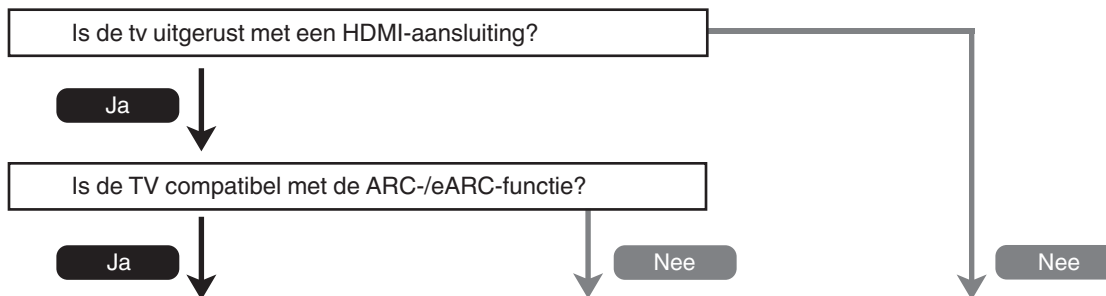 Is de tv uitgerust met een HDMI-aansluiting?
Ja
Is de TV compatibel met de ARC-/eARC-functie?
Ja
Nee
Nee